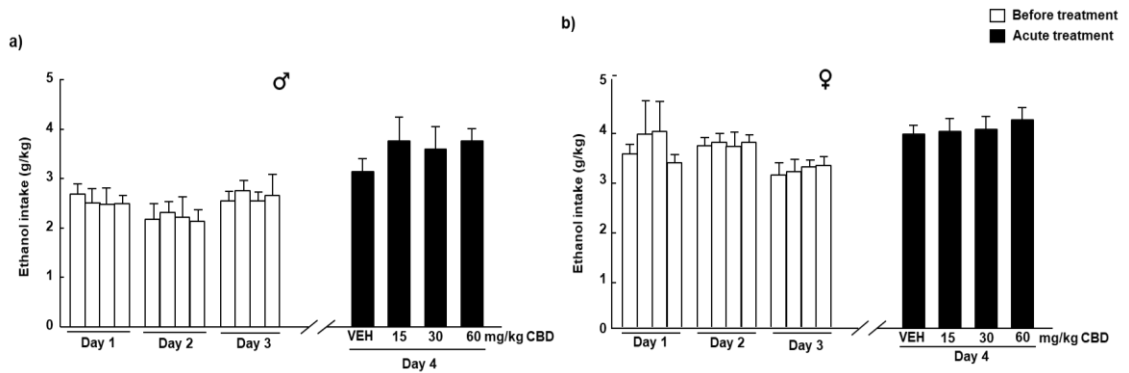 Before treatment
Acute treatment
a)
♂
Ethanol intake (g/kg)
5
4
3
2
1
0
Day 1 Day 2 Day 3
VEH 15 30 60 mg/kg CBD
Day 4
b)
♀
Ethanol intake (g/kg)
5
4
3
2
1
0
Day 1 Day 2 Day 3
VEH 15 30 60 mg/kg CBD
Day 4